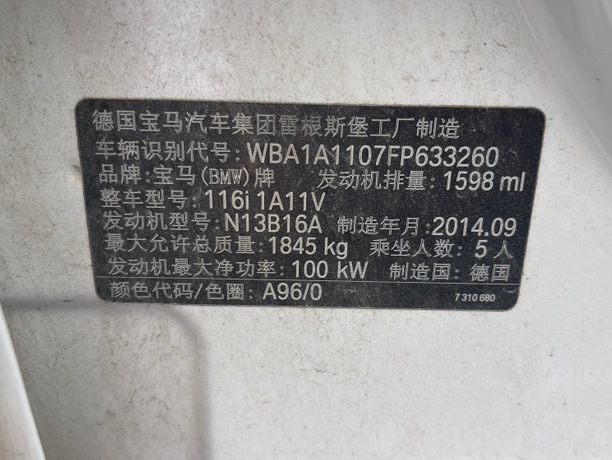 德国宝马汽车集团雷根斯堡工厂制造
车辆识别代号: WBA1A1107FP633260
品牌: 宝马(BMW)牌 发动机排量: 1598 ml
整车型号: 116i 1A11V
发动机型号: N13B16A 制造年月: 2014.09
最大允许总质量: 1845 kg 乘坐人数: 5 人
发动机最大净功率: 100 kW 制造国: 德国
颜色代码/色圈: A96/0 7 310 680